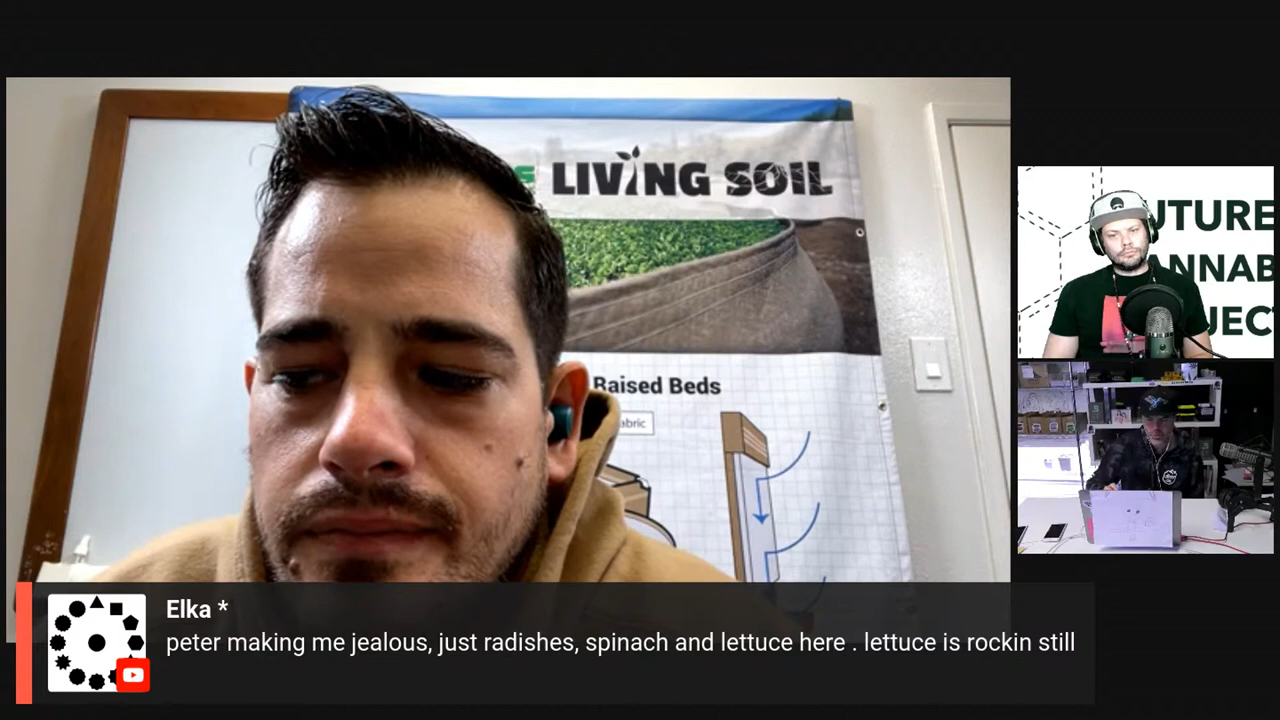 S LIVING SOIL
Raised Beds
abric
UTURE
ANNAB
JECT
Elka *
peter making me jealous, just radishes, spinach and lettuce here . lettuce is rockin still